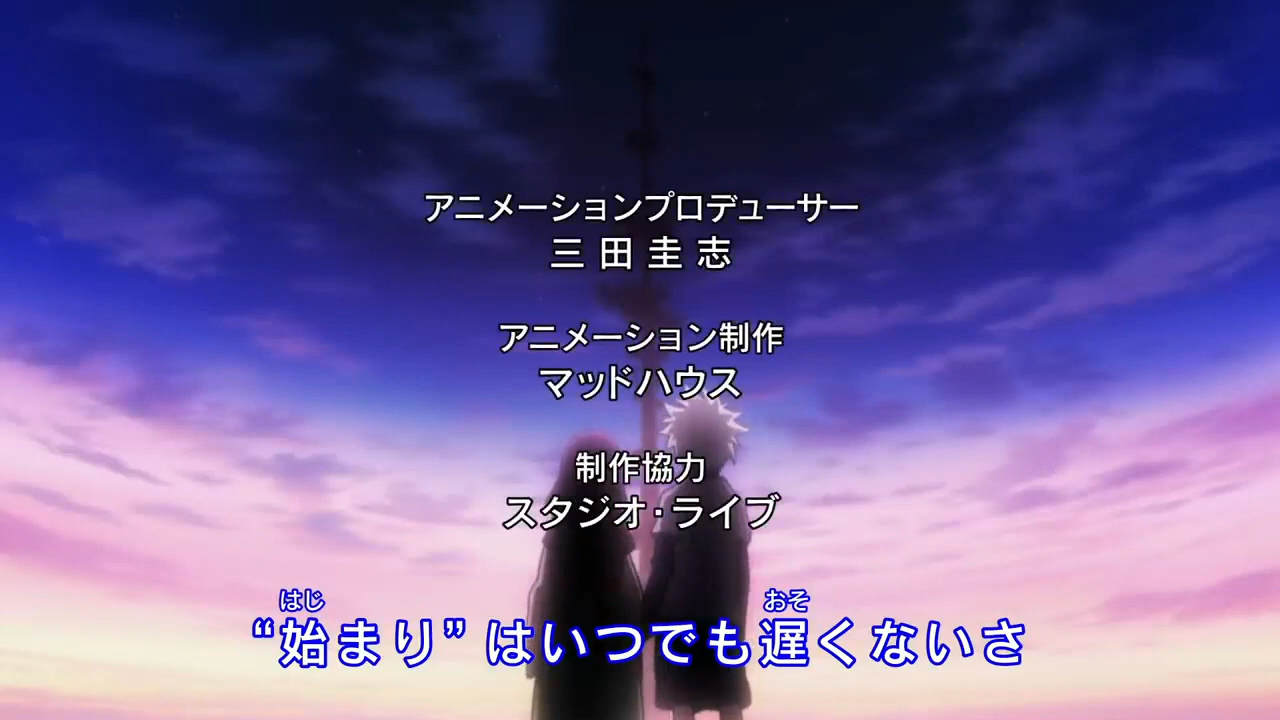 アニメーションプロデューサー
三田圭志
アニメーション制作
マッドハウス
制作協力
スタジオ・ライブ
はじ おそ
“始まり”はいつでも遅くないさ